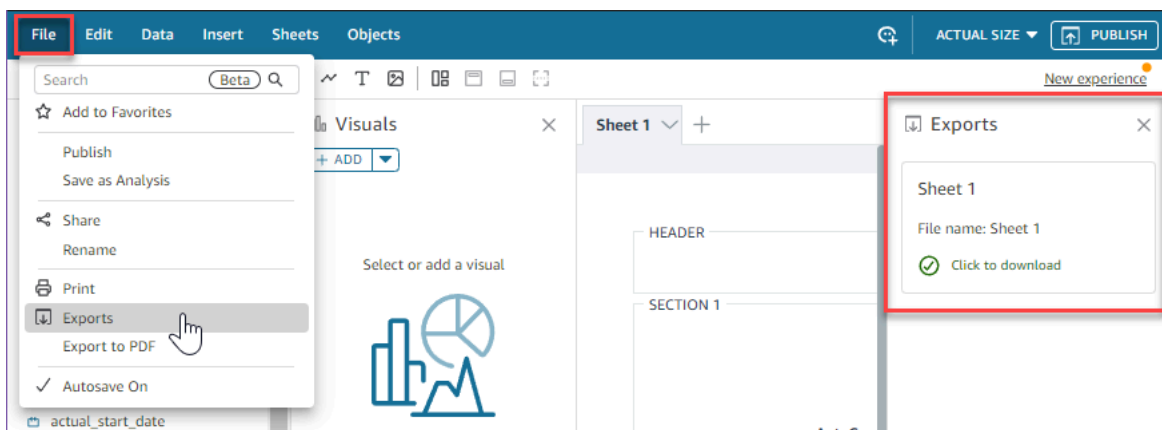 File Edit Data Insert Sheets Objects ACTUAL SIZE PUBLISH
Search Beta
New experience
Add to Favorites
Publish
Save as Analysis
Share
Rename
Print
Exports
Export to PDF
Autosave On
actual_start_date
Visuals
+ ADD
Select or add a visual
Sheet 1
HEADER
SECTION 1
Exports
Sheet 1
File name: Sheet 1
Click to download